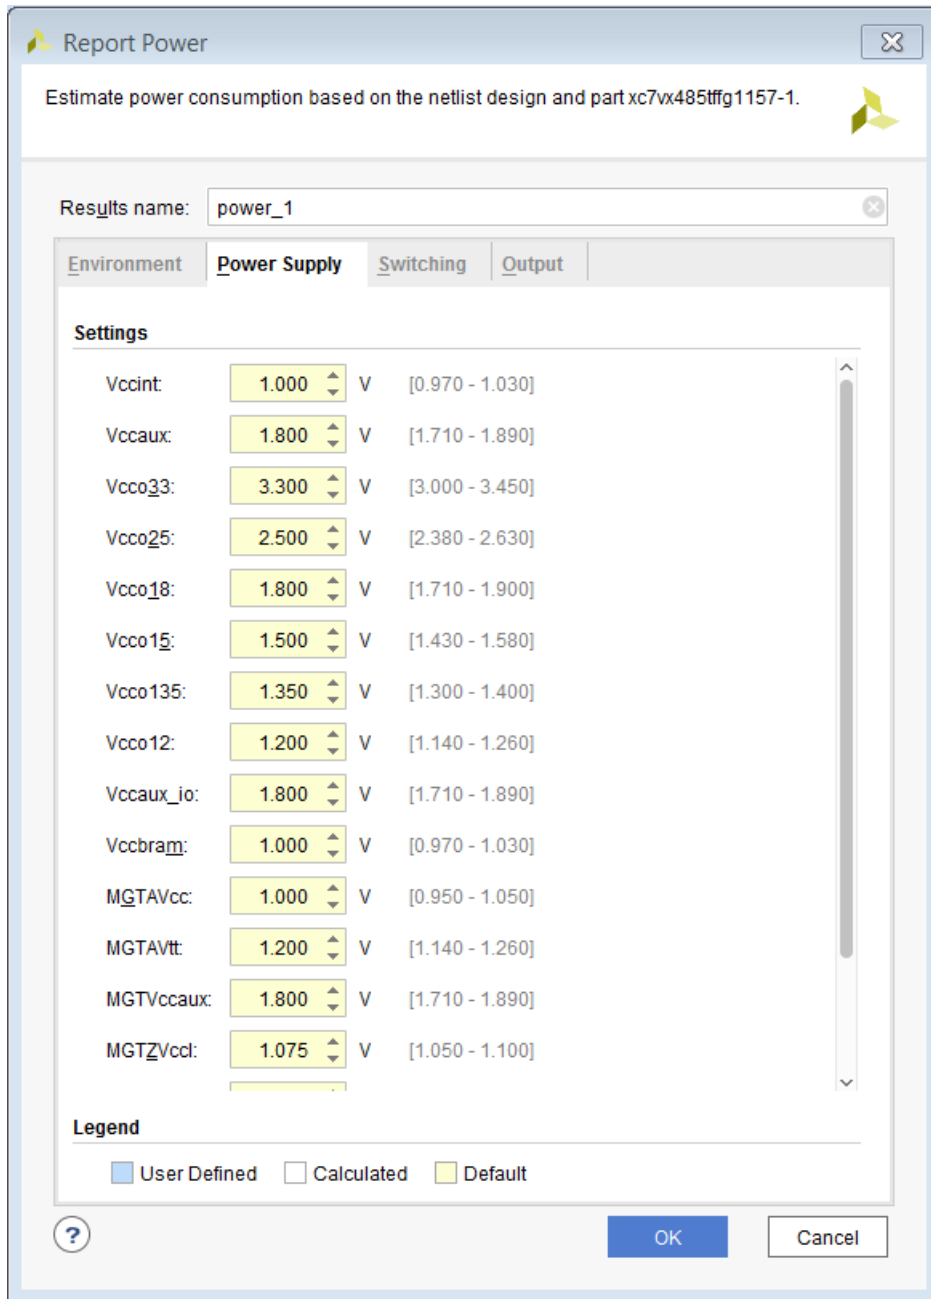 Report Power
Estimate power consumption based on the netlist design and part xc7vx485tffg1157-1.
Results name: power_1
Environment Power Supply Switching Output
Settings
Vccint: 1.000 V [0.970 - 1.030]
Vccaux: 1.800 V [1.710 - 1.890]
Vcco33: 3.300 V [3.000 - 3.450]
Vcco25: 2.500 V [2.380 - 2.630]
Vcco18: 1.800 V [1.710 - 1.900]
Vcco15: 1.500 V [1.430 - 1.580]
Vcco135: 1.350 V [1.300 - 1.400]
Vcco12: 1.200 V [1.140 - 1.260]
Vccaux_io: 1.800 V [1.710 - 1.890]
Vccbram: 1.000 V [0.970 - 1.030]
MGTAVcc: 1.000 V [0.950 - 1.050]
MGTAVtt: 1.200 V [1.140 - 1.260]
MGTVccaux: 1.800 V [1.710 - 1.890]
MGTZVccl: 1.075 V [1.050 - 1.100]
Legend
User Defined Calculated Default
? OK Cancel